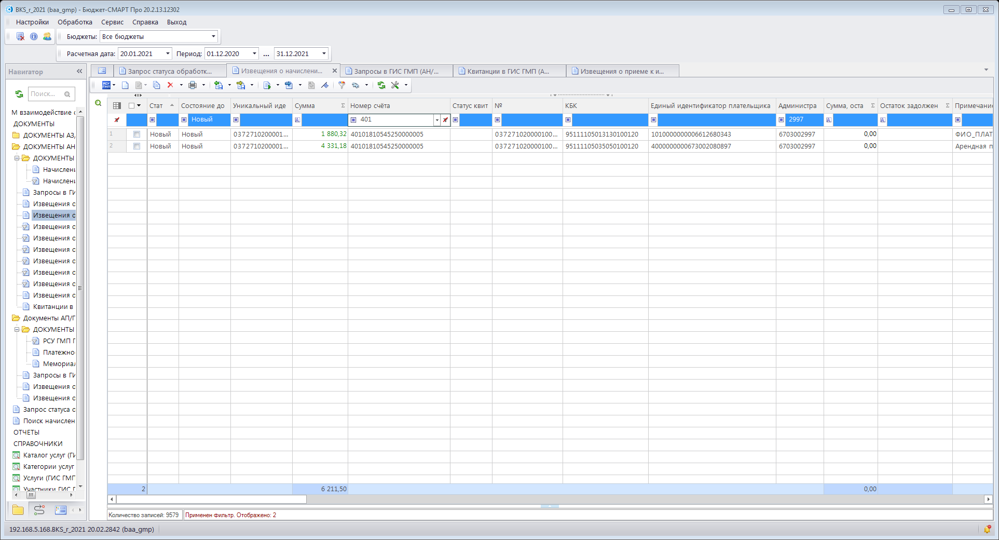 BKS_r_2021 (baa_gmp) - Бюджет-СМАРТ Про 20.2.13.12302
Настройки Обработка Сервис Справка Выход
Бюджеты: Все бюджеты
Расчетная дата: 20.01.2021 Период: 01.12.2020 ... 31.12.2021
Навигатор
Запрос статуса обработк... Извещения о начислени... Запросы в ГИС ГМП (АН/... Квитанции в ГИС ГМП (А... Извещения о приеме к и...
РСУ ГМП
Поиск...
Стат Состояние до Уникальный иде Сумма Σ Номер счёта Статус квит № КБК Единый идентификатор плательщика Администра Сумма, оста Σ Остаток задолжен Σ Примечани
Новый 401 2997
1 Новый Новый 0372710200001... 1 880,32 40101810545250000005 037271020000100... 95111105013130100120 1010000000006612680343 6703002997 0,00 ФИО_ПЛАТ
2 Новый Новый 0372710200001... 4 331,18 40101810545250000005 037271020000100... 95111105035050100120 4000000000673002080897 6703002997 0,00 Арендная п
М взаимодействие с
ДОКУМЕНТЫ
ДОКУМЕНТЫ АЗ,
ДОКУМЕНТЫ АН
ДОКУМЕНТЫ
Начислени
Начислени
Запросы в ГИ
Извещения о
Извещения о
Извещения о
Извещения о
Извещения о
Извещения о
Извещения о
Извещения о
Извещения о
Квитанции в
Документы АП/Г
ДОКУМЕНТЫ
РСУ ГМП Г
Платежно
Мемориал
Запросы в ГИ
Извещения о
Извещения о
Запрос статуса о
Поиск начислен
ОТЧЕТЫ
СПРАВОЧНИКИ
Каталог услуг (ГИ
Категории услуг
Услуги (ГИС ГМП
Участники ГИС Г
2 6 211,50 0,00
Количество записей: 9579 Применен фильтр. Отображено: 2
192.168.5.168.BKS_r_2021 20.02.2842 (baa_gmp)